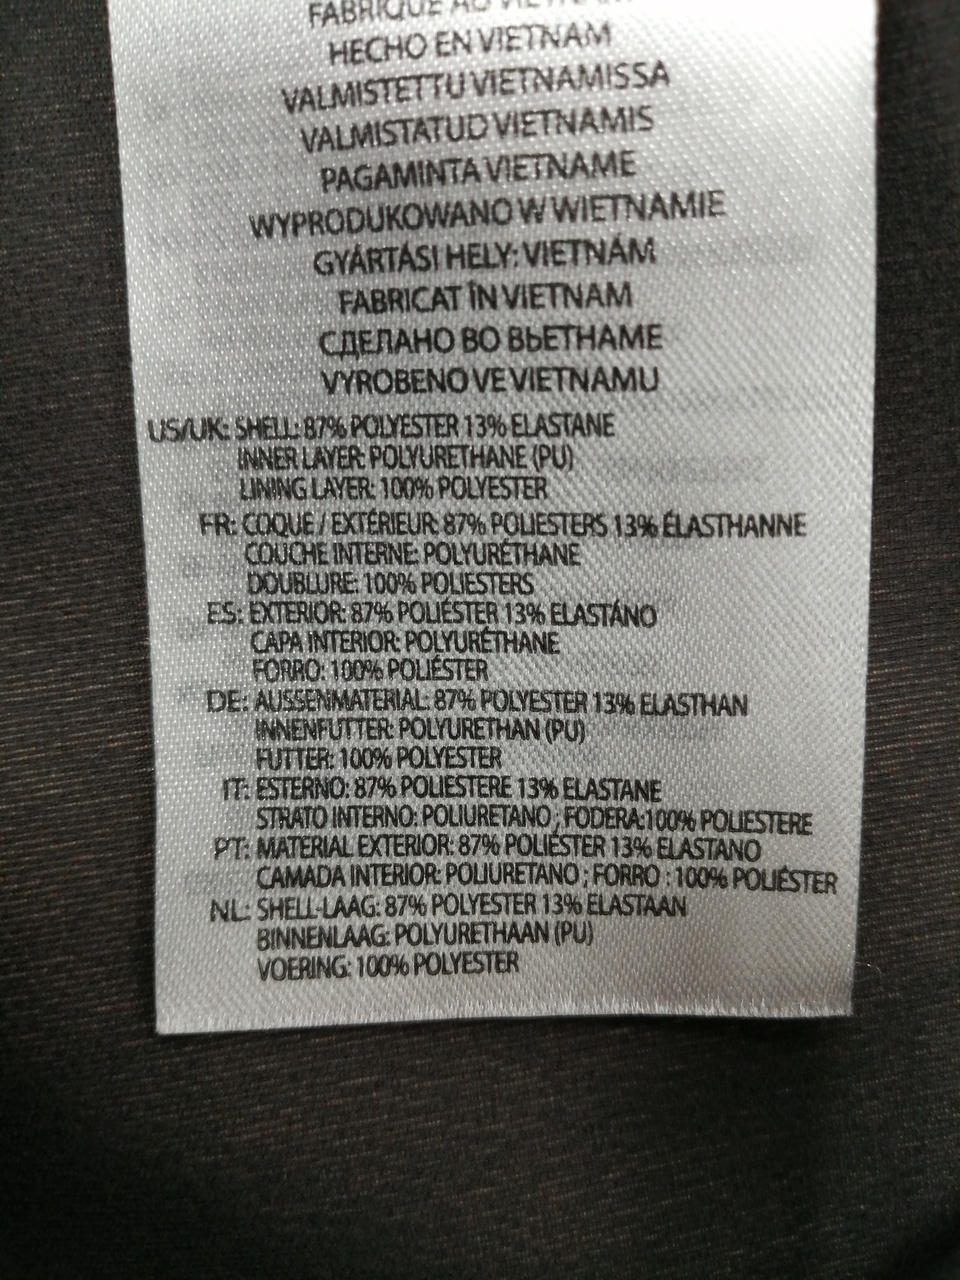 FABRIQUÉ AU VIETNAM
HECHO EN VIETNAM
VALMISTETTU VIETNAMISSA
VALMISTATUD VIETNAMIS
PAGAMINTA VIETNAME
WYPRODUKOWANO W WIETNAMIE
GYÁRTÁSI HELY: VIETNÁM
FABRICAT ÎN VIETNAM
СДЕЛАНО ВО ВЬЕТНАМЕ
VYROBENO VE VIETNAMU
US/UK: SHELL: 87% POLYESTER 13% ELASTANE
INNER LAYER: POLYURETHANE (PU)
LINING LAYER: 100% POLYESTER
FR: COQUE / EXTÉRIEUR: 87% POLIESTERS 13% ÉLASTHANNE
COUCHE INTERNE: POLYURÉTHANE
DOUBLURE: 100% POLIESTERS
ES: EXTERIOR: 87% POLIÉSTER 13% ELASTÁNO
CAPA INTERIOR: POLYURÉTHANE
FORRO: 100% POLIÉSTER
DE: AUSSENMATERIAL: 87% POLYESTER 13% ELASTHAN
INNENFUTTER: POLYURETHAN (PU)
FUTTER: 100% POLYESTER
IT: ESTERNO: 87% POLIESTERE 13% ELASTANE
STRATO INTERNO: POLIURETANO ; FODERA:100% POLIESTERE
PT: MATERIAL EXTERIOR: 87% POLIÉSTER 13% ELASTANO
CAMADA INTERIOR: POLIURETANO ; FORRO : 100% POLIÉSTER
NL: SHELL-LAAG: 87% POLYESTER 13% ELASTAAN
BINNENLAAG: POLYURETHAAN (PU)
VOERING: 100% POLYESTER